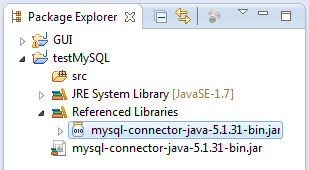 Package Explorer
GUI
testMySQL
src
JRE System Library [JavaSE-1.7]
Referenced Libraries
mysql-connector-java-5.1.31-bin.jar
mysql-connector-java-5.1.31-bin.jar